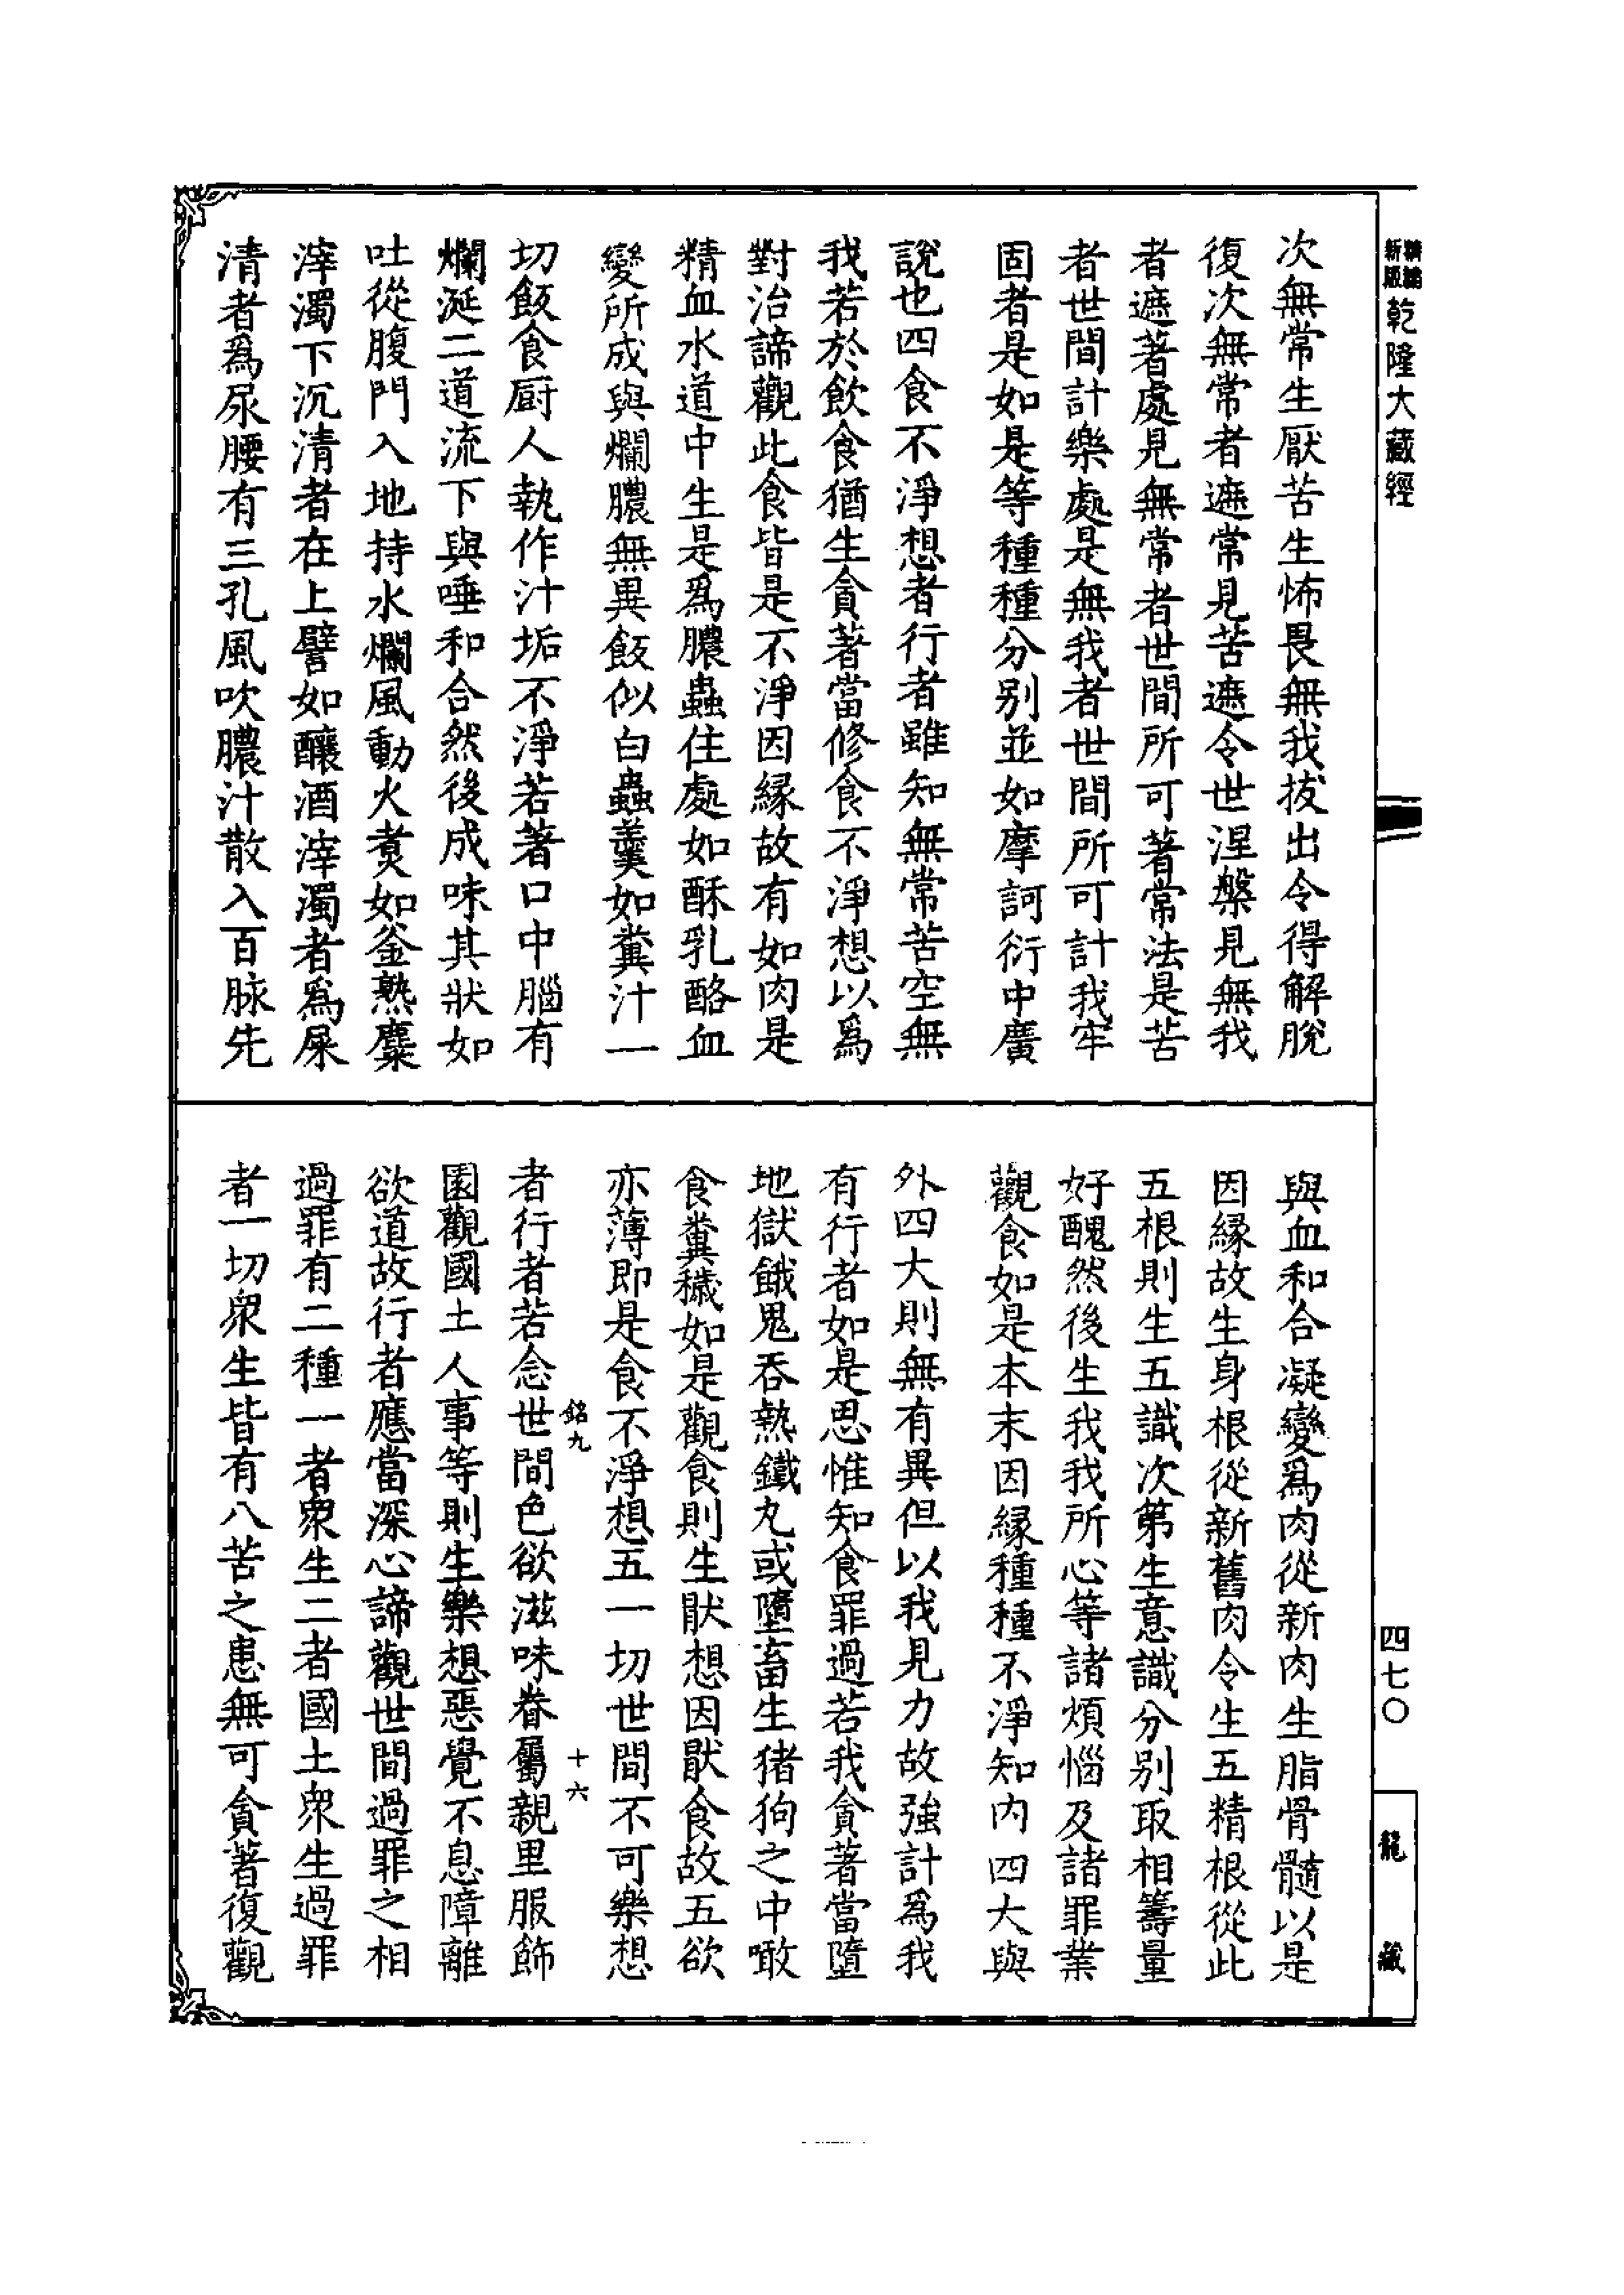 新編
新版
乾隆大藏經
次無常生厭苦生怖畏無我拔出令得解脫
復次無常者遮常見苦遮令世涅槃見無我
者遮著處見無常者世間所可著常法是苦
者世間計樂處是無我者世間所可計我牢
固者是如是等種種分别並如摩訶衍中廣
說也四食不淨想者行者雖知無常苦空無
我若於飲食猶生貪著當修食不淨想以爲
對治諦觀此食皆是不淨因縁故有如肉是
精血水道中生是爲膿蟲住處如酥乳酪血
變所成與爛膿無異飯似白蟲羹如糞汁一
切飯食厨人執作汁垢不淨若著口中腦有
爛涎二道流下與唾和合然後成味其狀如
吐從腹門入地持水爛風動火煑如釜熟糜
滓濁下沉清者在上譬如釀酒滓濁者爲屎
清者爲尿腰有三孔風吹膿汁散入百脉先
與血和合凝變爲肉從新肉生脂骨髓以是
因縁故生身根從新舊肉令生五精根從此
五根則生五識次第生意識分别取相籌量
好醜然後生我我所心等諸煩惱及諸罪業
觀食如是本末因縁種種不淨知内四大與
外四大則無有異但以我見力故強計爲我
有行者如是思惟知食罪過若我貪著當墮
地獄餓鬼吞熱鐵丸或墮畜生猪狗之中噉
食糞穢如是觀食則生猒想因猒食故五欲
亦薄即是食不淨想五一切世間不可樂想
銘九
十六
者行者若念世間色欲滋味眷屬親里服飾
園觀國土人事等則生樂想惡覺不息障離
欲道故行者應當深心諦觀世間過罪之相
過罪有二種一者衆生二者國土衆生過罪
者一切衆生皆有八苦之患無可貪著復觀
四七〇
龍藏